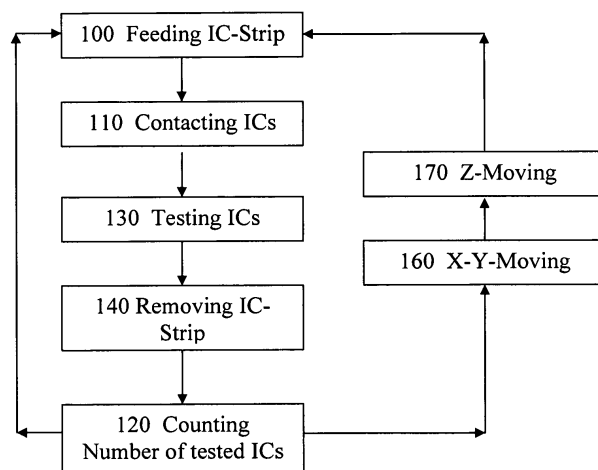 100 Feeding IC-Strip
110 Contacting ICs
130 Testing ICs
140 Removing IC-
Strip
120 Counting
Number of tested ICs
170 Z-Moving
160 X-Y-Moving